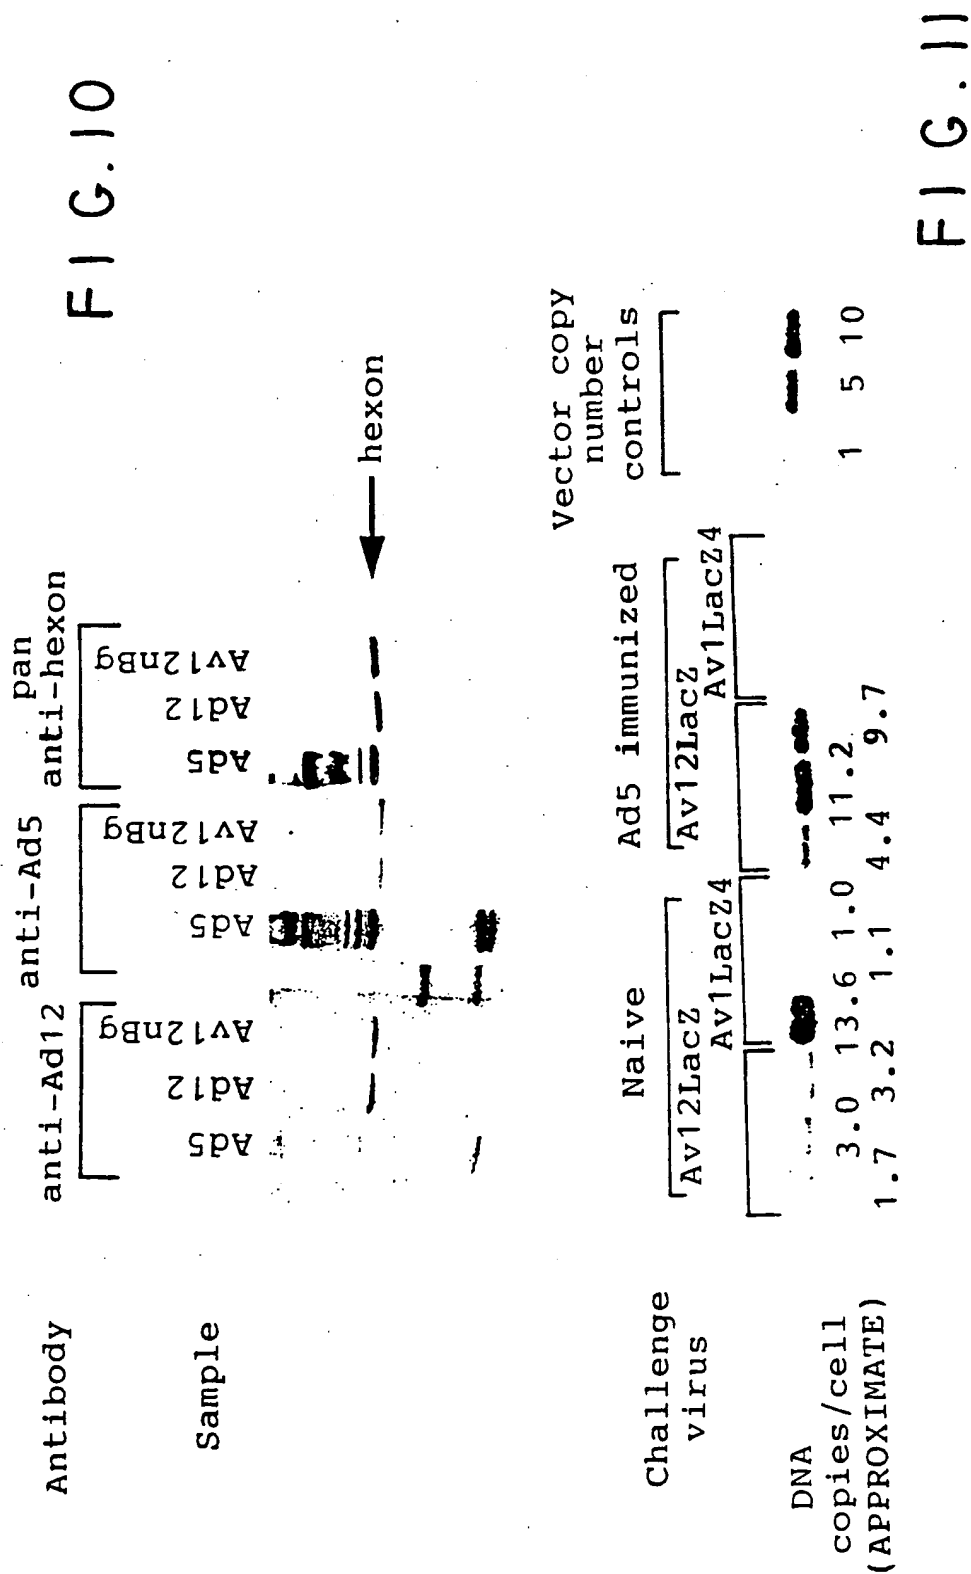 FIG.10
anti-Ad12
anti-Ad5
pan
anti-hexon
Antibody
Sample
Ad5
Ad12
Av12nBg
Ad5
Ad12
Av12nBg
Ad5
Ad12
Av12nBg
hexon
FIG.11
Naive
Ad5 immunized
Vector copy
number
controls
Challenge
virus
Av12LacZ
Av1LacZ4
Av12LacZ
Av1LacZ4
DNA
copies/cell
(APPROXIMATE)
3.0 13.6 1.0 11.2
1.7 3.2 1.1 4.4 9.7
1 5 10